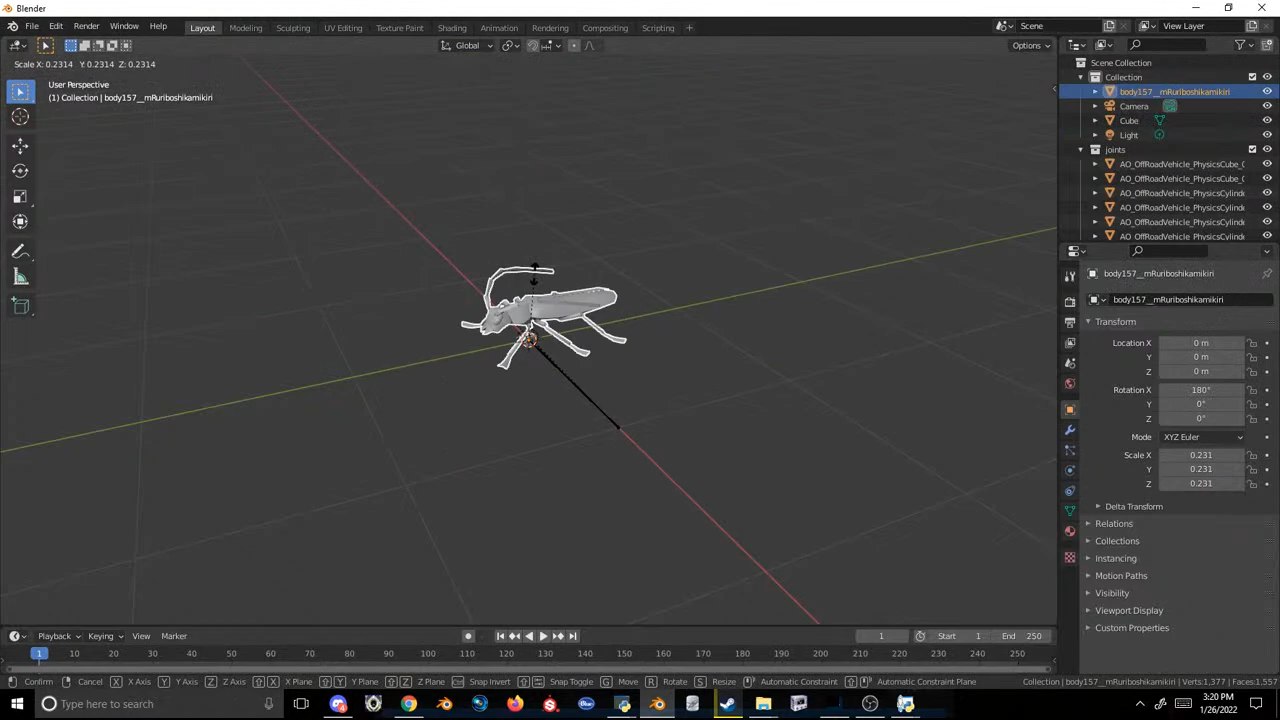 Blender
File Edit Render Window Help
Layout Modeling Sculpting UV Editing Texture Paint Shading Animation Rendering Compositing Scripting +
Scene
View Layer
Global
Options
Scale X: 0.2314 Y: 0.2314 Z: 0.2314
User Perspective
(1) Collection | body157__mRuriboshikamikiri
Scene Collection
Collection
body157__mRuriboshikamikiri
Camera
Cube
Light
joints
AO_OffRoadVehicle_PhysicsCube_0
AO_OffRoadVehicle_PhysicsCube_0
AO_OffRoadVehicle_PhysicsCylinde
AO_OffRoadVehicle_PhysicsCylinde
AO_OffRoadVehicle_PhysicsCylinde
AO_OffRoadVehicle_PhysicsCylinde
body157__mRuriboshikamikiri
body157__mRuriboshikamikiri
Transform
Location X 0 m
Y 0 m
Z 0 m
Rotation X 180°
Y 0°
Z 0°
Mode XYZ Euler
Scale X 0.231
Y 0.231
Z 0.231
Delta Transform
Relations
Collections
Instancing
Motion Paths
Visibility
Viewport Display
Custom Properties
Playback Keying View Marker
1 Start 1 End 250
1 10 20 30 40 50 60 70 80 90 100 110 120 130 140 150 160 170 180 190 200 210 220 230 240 250
Confirm Cancel X X Axis Y Y Axis Z Z Axis X X Plane Y Y Plane Z Z Plane Snap Invert Snap Toggle G Move R Rotate S Resize Automatic Constraint Automatic Constraint Plane Collection | body157__mRuriboshikamikiri | Verts:1,377 | Faces:1,557
Type here to search
3:20 PM
1/26/2022